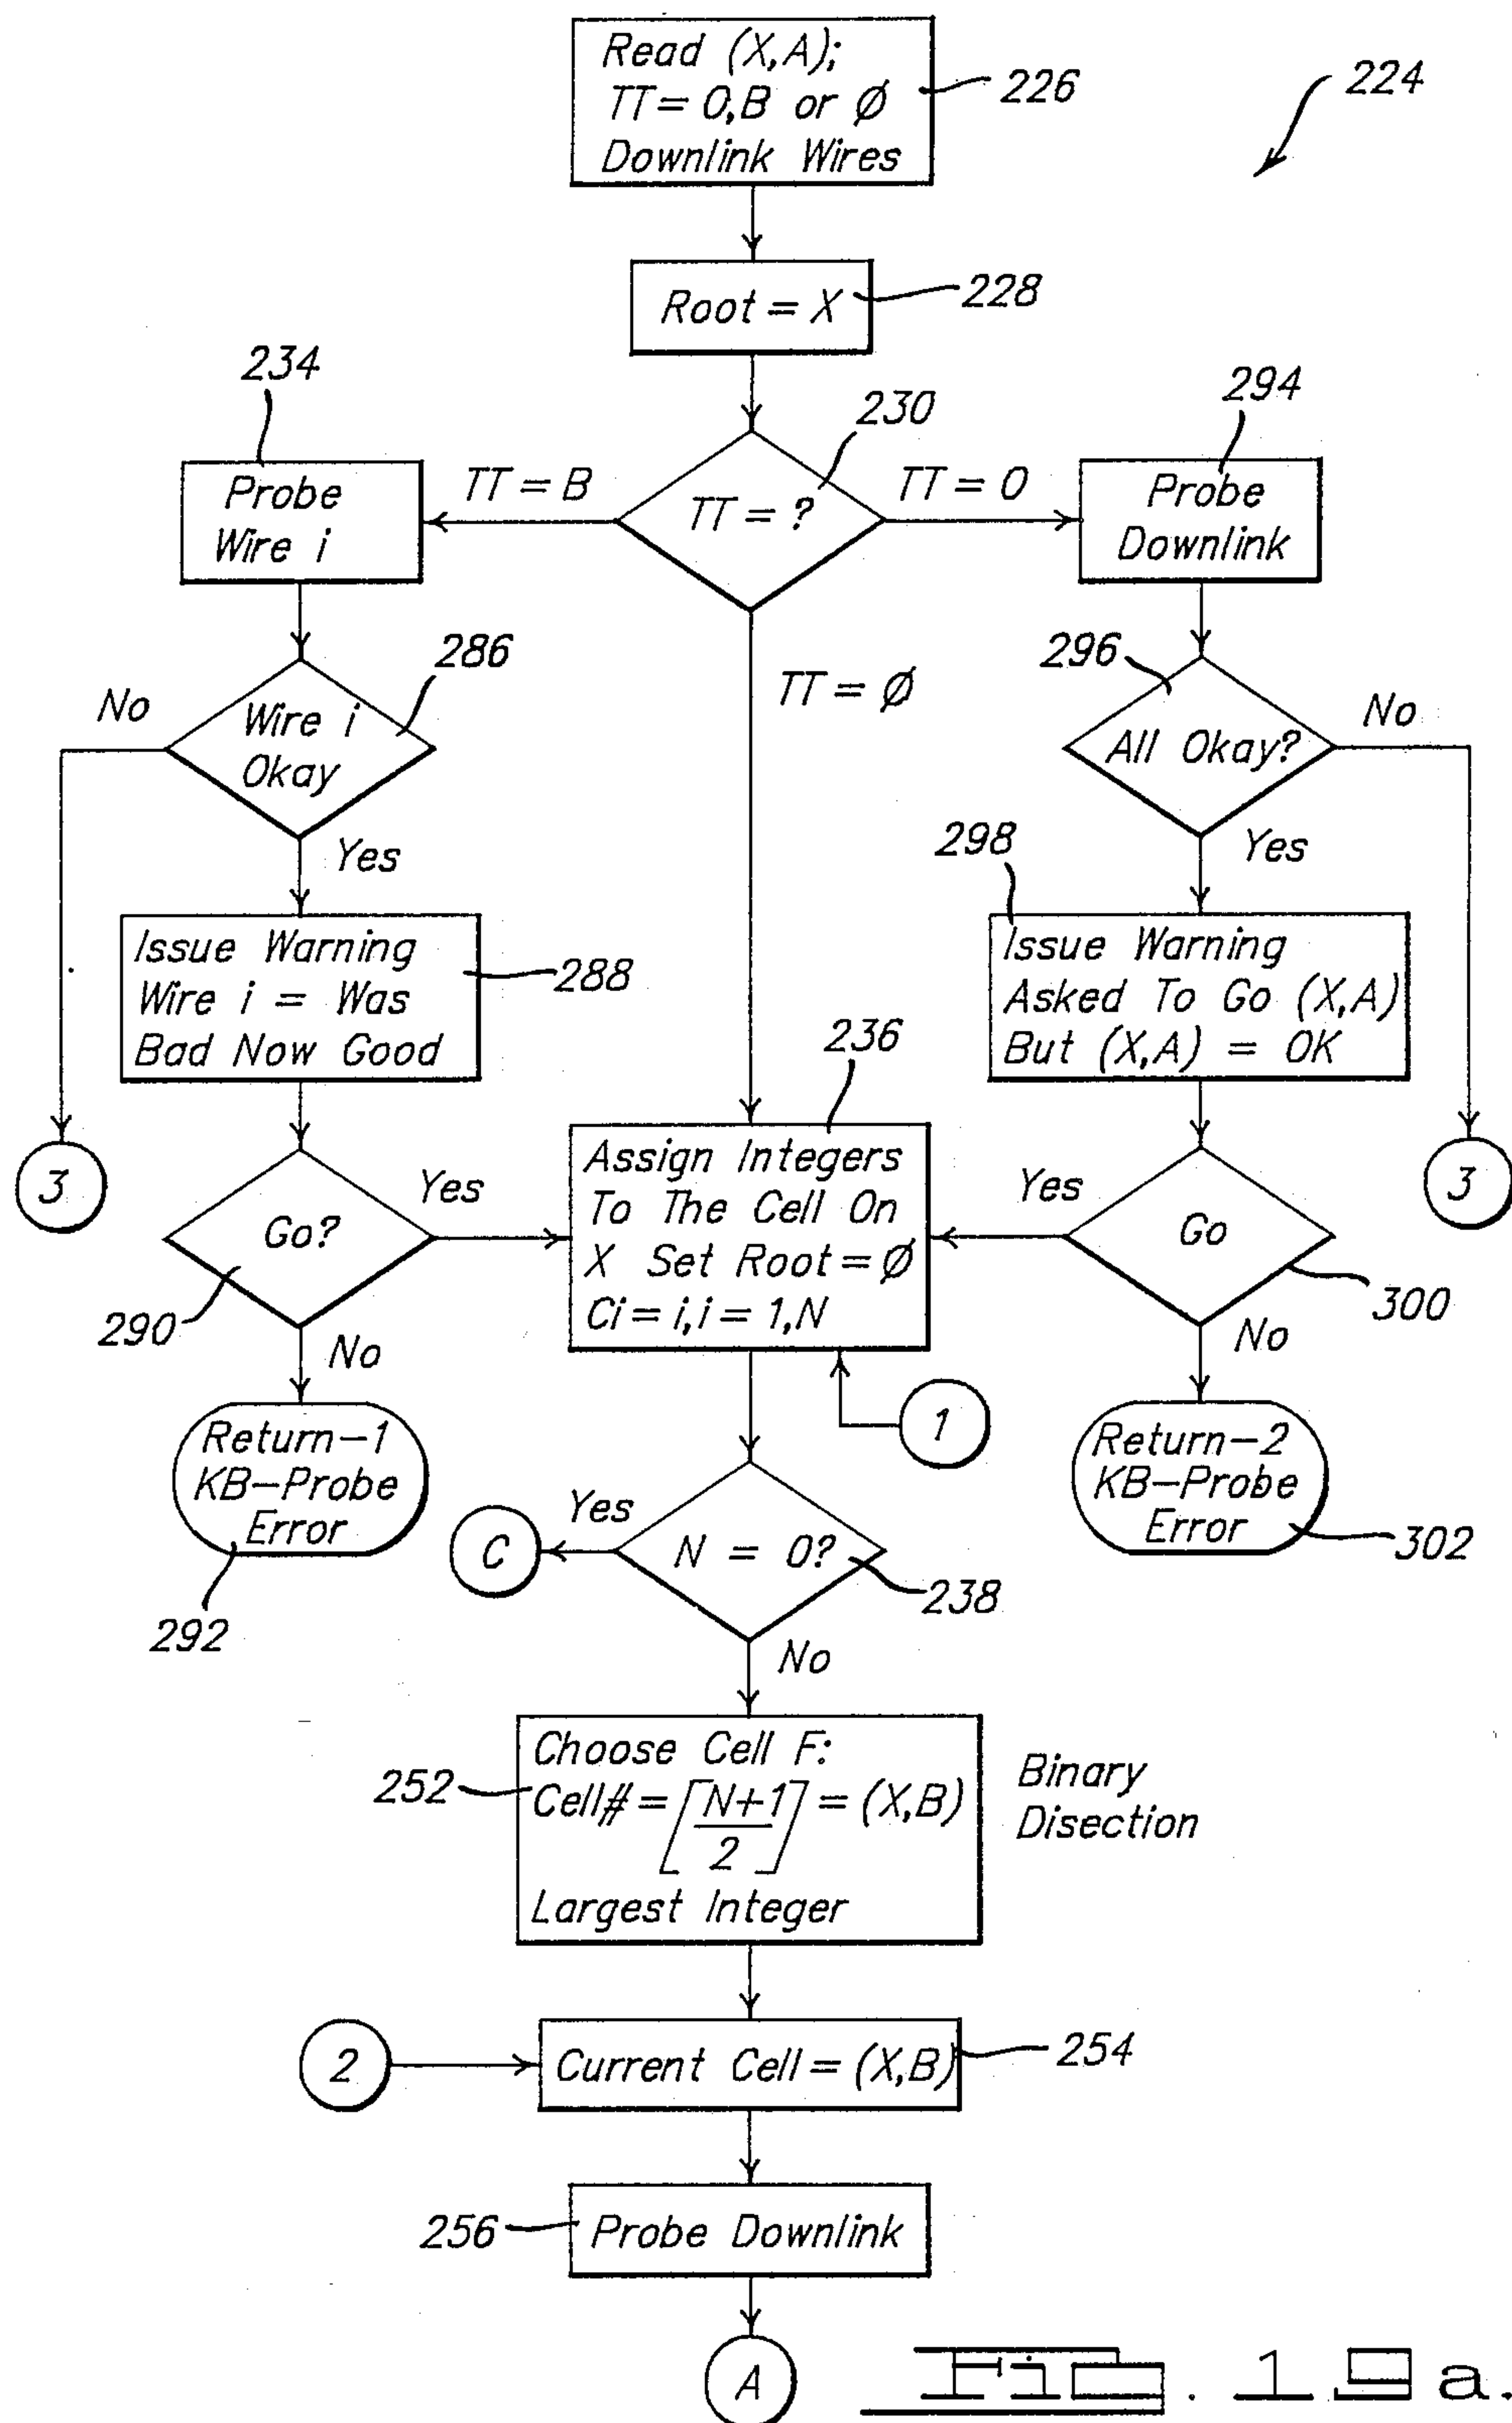 Read (X,A);
TT = O,B or Ø
Downlink Wires
226
224
Root = X
228
234
230
294
Probe
Wire i
TT = B
TT = ?
TT = O
Probe
Downlink
286
296
No
Wire i
Okay
TT = Ø
All Okay?
No
Yes
298
Yes
Issue Warning
Wire i = Was
Bad Now Good
288
Issue Warning
Asked To Go (X,A)
But (X,A) = OK
236
3
Go?
Yes
Assign Integers
To The Cell On
X Set Root = Ø
Ci = i, i = 1,N
Yes
Go
3
290
300
No
No
1
Return-1
KB-Probe
Error
292
Return-2
KB-Probe
Error
302
C
Yes
N = 0?
238
No
252
Choose Cell F:
Cell# = ⌈N+1/2⌋ = (X,B)
Largest Integer
Binary
Disection
2
Current Cell = (X,B)
254
256
Probe Downlink
A
Fig. 19a.